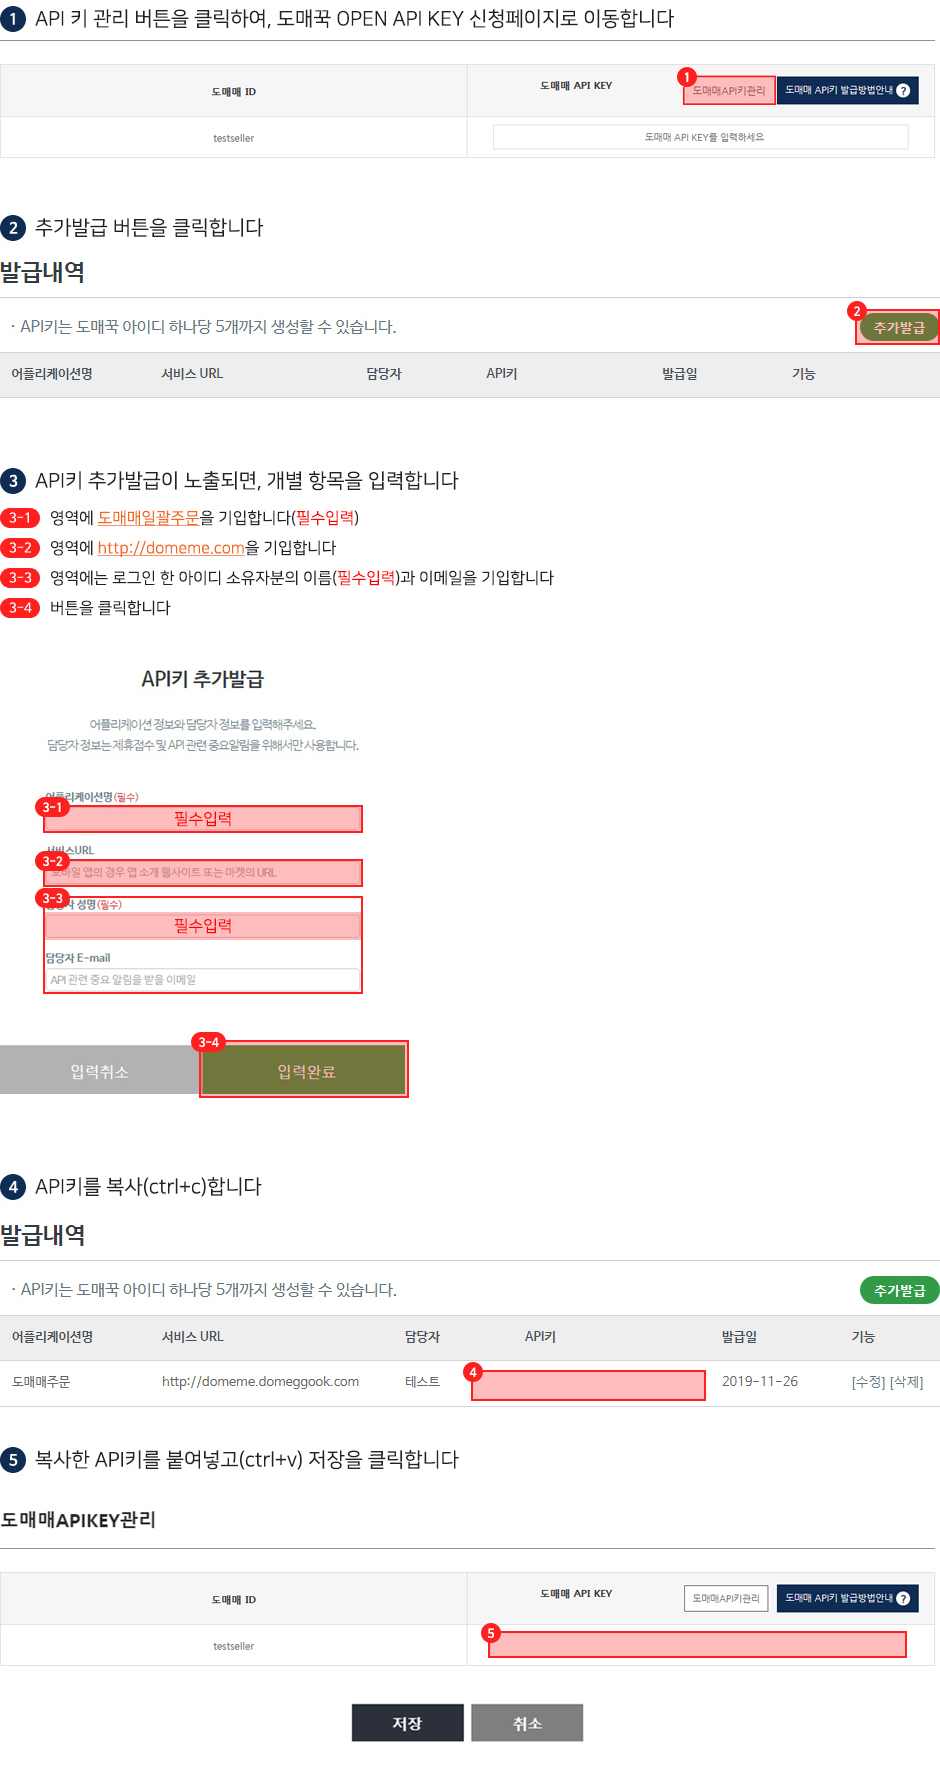 1 API 키 관리 버튼을 클릭하여, 도매꾹 OPEN API KEY 신청페이지로 이동합니다
도매매 ID
도매매 API KEY
1
도매매API키관리
도매매 API키 발급방법안내 ?
testseller
도매매 API KEY를 입력하세요
2 추가발급 버튼을 클릭합니다
발급내역
· API키는 도매꾹 아이디 하나당 5개까지 생성할 수 있습니다.
2
추가발급
어플리케이션명 서비스 URL 담당자 API키 발급일 기능
3 API키 추가발급이 노출되면, 개별 항목을 입력합니다
3-1 영역에 도매매일괄주문을 기입합니다(필수입력)
3-2 영역에 http://domeme.com을 기입합니다
3-3 영역에는 로그인 한 아이디 소유자분의 이름(필수입력)과 이메일을 기입합니다
3-4 버튼을 클릭합니다
API키 추가발급
어플리케이션 정보와 담당자 정보를 입력해주세요.
담당자 정보는 제휴접수 및 API 관련 중요알림을 위해서만 사용합니다.
어플리케이션명(필수)
3-1
필수입력
서비스URL
3-2
모바일 앱의 경우 앱 소개 웹사이트 또는 마켓의 URL
3-3
담당자 성명(필수)
필수입력
담당자 E-mail
API 관련 중요 알림을 받을 이메일
3-4
입력취소 입력완료
4 API키를 복사(ctrl+c)합니다
발급내역
· API키는 도매꾹 아이디 하나당 5개까지 생성할 수 있습니다.
추가발급
어플리케이션명 서비스 URL 담당자 API키 발급일 기능
도매매주문 http://domeme.domeggook.com 테스트 4 2019-11-26 [수정] [삭제]
5 복사한 API키를 붙여넣고(ctrl+v) 저장을 클릭합니다
도매매APIKEY관리
도매매 ID
도매매 API KEY
도매매API키관리
도매매 API키 발급방법안내 ?
testseller
5
저장 취소